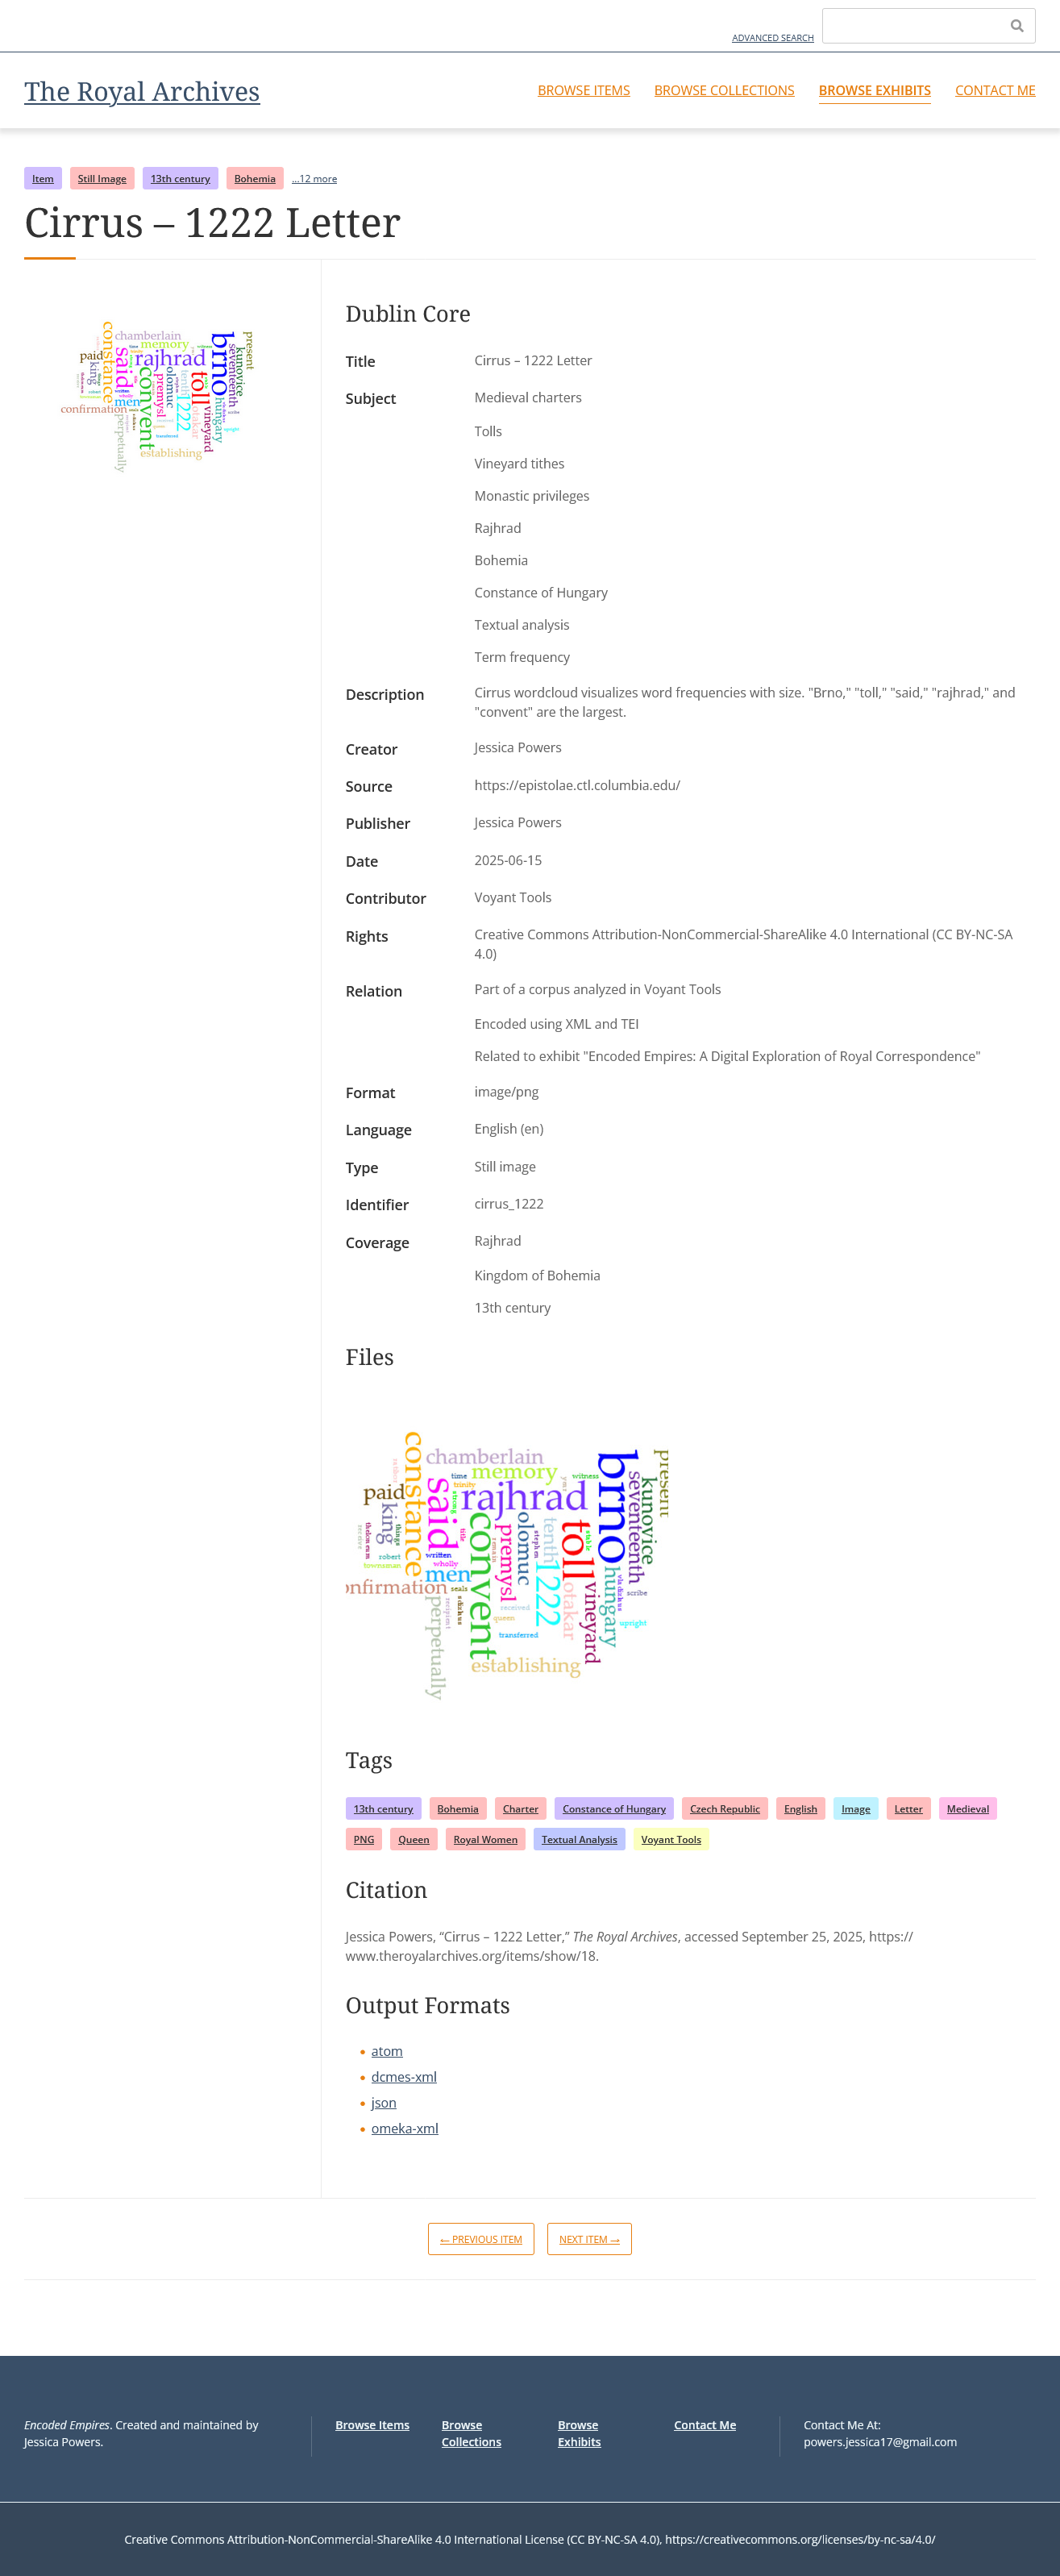 ADVANCED SEARCH
The Royal Archives
BROWSE ITEMS BROWSE COLLECTIONS BROWSE EXHIBITS CONTACT ME
Item Still Image 13th century Bohemia ...12 more
Cirrus – 1222 Letter
chamberlain
memory
rajhrad
constance
paid
king
said
men
convent
confirmation
perpetually
establishing
premysl
olomuc
tenth
1222
otakar
toll
vineyard
hungary
brno
seventeenth
kunovice
present
Dublin Core
Title Cirrus – 1222 Letter
Subject Medieval charters
Tolls
Vineyard tithes
Monastic privileges
Rajhrad
Bohemia
Constance of Hungary
Textual analysis
Term frequency
Description Cirrus wordcloud visualizes word frequencies with size. "Brno," "toll," "said," "rajhrad," and
"convent" are the largest.
Creator Jessica Powers
Source https://epistolae.ctl.columbia.edu/
Publisher Jessica Powers
Date 2025-06-15
Contributor Voyant Tools
Rights Creative Commons Attribution-NonCommercial-ShareAlike 4.0 International (CC BY-NC-SA
4.0)
Relation Part of a corpus analyzed in Voyant Tools
Encoded using XML and TEI
Related to exhibit "Encoded Empires: A Digital Exploration of Royal Correspondence"
Format image/png
Language English (en)
Type Still image
Identifier cirrus_1222
Coverage Rajhrad
Kingdom of Bohemia
13th century
Files
chamberlain
memory
rajhrad
constance
time
trinity
strong
paid
king
things
robert
townsman
receive
said
title
written
wholly
men
convent
onfirmation
seals
perpetually
recipient
establishing
premysl
remain
received
queen
transferred
olomuc
stephen
tenth
1222
otakar
toll
vineyard
witness
hungary
brno
seventeenth
kunovice
present
scribe
upright
Tags
13th century Bohemia Charter Constance of Hungary Czech Republic English Image Letter Medieval
PNG Queen Royal Women Textual Analysis Voyant Tools
Citation
Jessica Powers, “Cirrus – 1222 Letter,” The Royal Archives, accessed September 25, 2025, https://
www.theroyalarchives.org/items/show/18.
Output Formats
atom
dcmes-xml
json
omeka-xml
← PREVIOUS ITEM NEXT ITEM →
Encoded Empires. Created and maintained by
Jessica Powers.
Browse Items
Browse
Collections
Browse
Exhibits
Contact Me
Contact Me At:
powers.jessica17@gmail.com
Creative Commons Attribution-NonCommercial-ShareAlike 4.0 International License (CC BY-NC-SA 4.0), https://creativecommons.org/licenses/by-nc-sa/4.0/